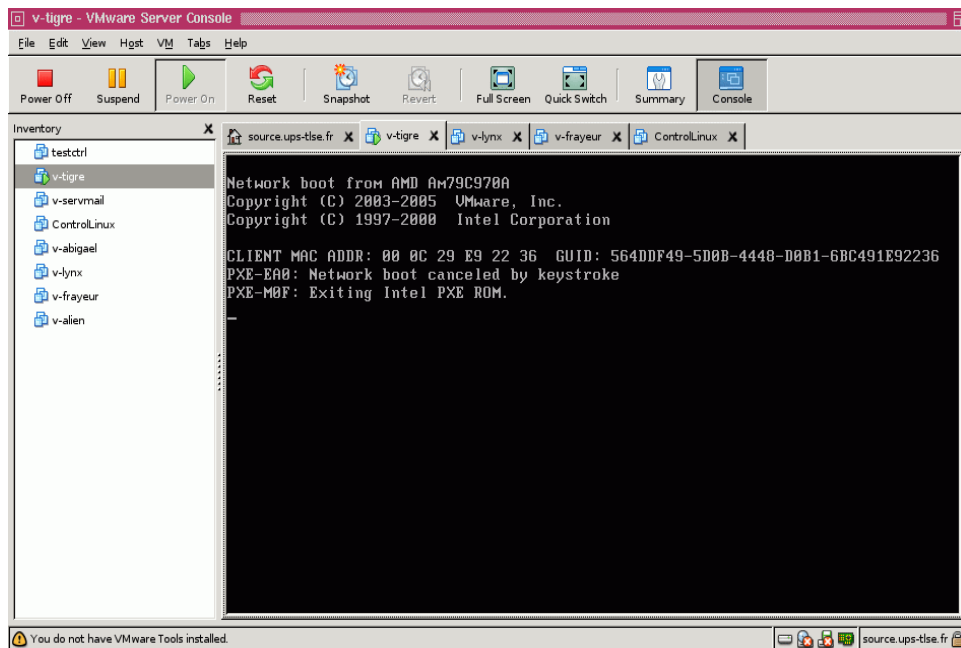 v-tigre - VMware Server Console
File Edit View Host VM Tabs Help
Power Off Suspend Power On Reset Snapshot Revert Full Screen Quick Switch Summary Console
Inventory
source.ups-tlse.fr v-tigre v-lynx v-frayeur ControlLinux
testctrl
v-tigre
v-servmail
ControlLinux
v-abigael
v-lynx
v-frayeur
v-alien
Network boot from AMD Am79C970A
Copyright (C) 2003-2005 VMware, Inc.
Copyright (C) 1997-2000 Intel Corporation
CLIENT MAC ADDR: 00 0C 29 E9 22 36 GUID: 564DDF49-5D0B-4448-D0B1-6BC491E92236
PXE-EA0: Network boot canceled by keystroke
PXE-M0F: Exiting Intel PXE ROM.
You do not have VMware Tools installed.
source.ups-tlse.fr